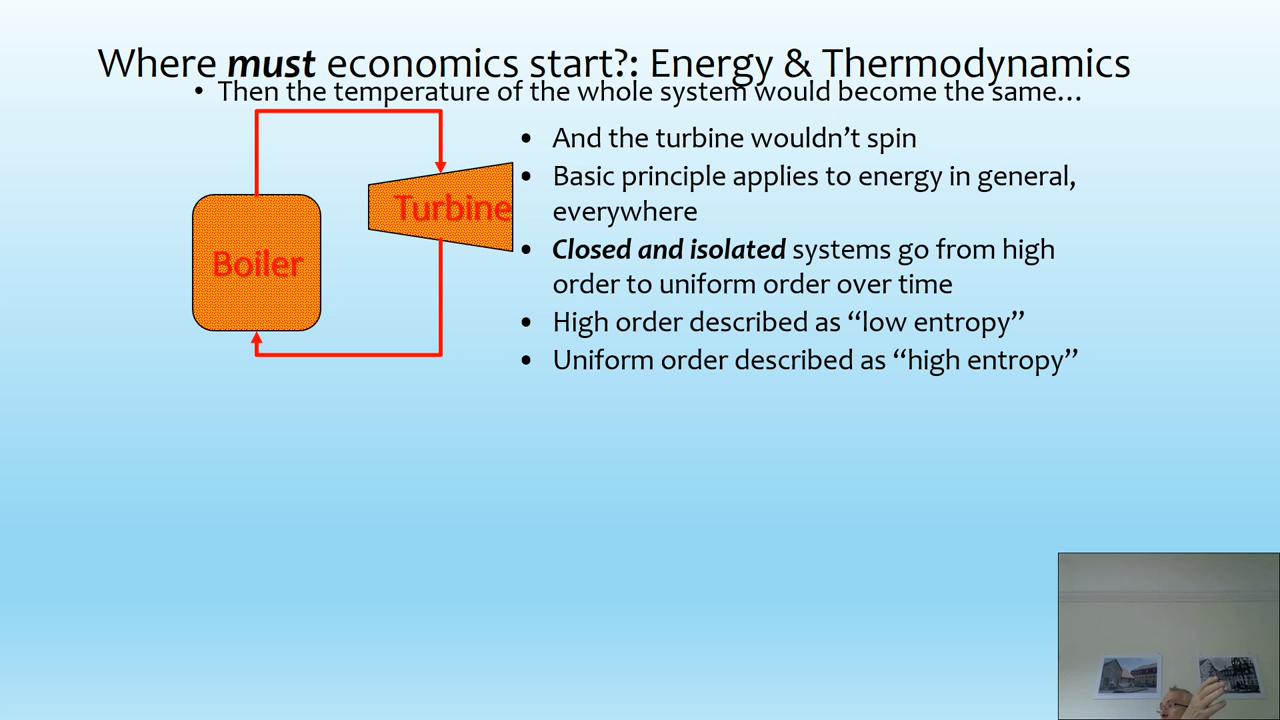 Where must economics start?: Energy & Thermodynamics
• Then the temperature of the whole system would become the same…
• And the turbine wouldn’t spin
• Basic principle applies to energy in general,
everywhere
• Closed and isolated systems go from high
order to uniform order over time
• High order described as “low entropy”
• Uniform order described as “high entropy”
Turbine
Boiler